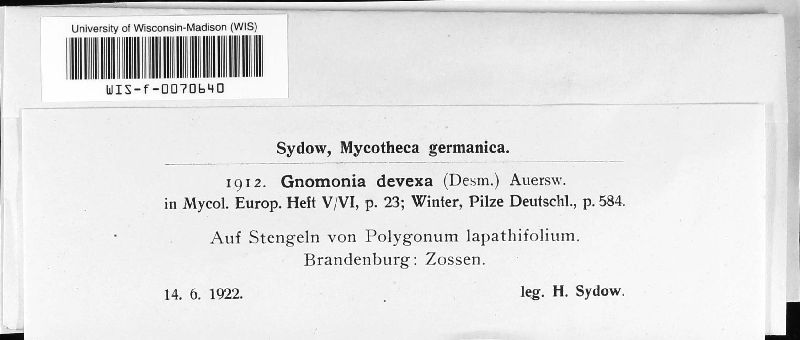 University of Wisconsin-Madison (WIS)
WIS-f-0070640
Sydow, Mycotheca germanica.
1912. Gnomonia devexa (Desm.) Auersw.
in Mycol. Europ. Heft V/VI, p. 23; Winter, Pilze Deutschl., p. 584.
Auf Stengeln von Polygonum lapathifolium.
Brandenburg: Zossen.
14. 6. 1922. leg. H. Sydow.